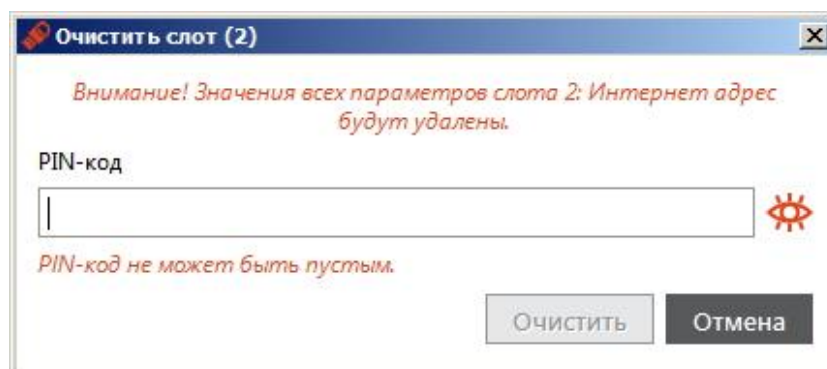 Очистить слот (2)
Внимание! Значения всех параметров слота 2: Интернет адрес
будут удалены.
PIN-код
PIN-код не может быть пустым.
Очистить Отмена